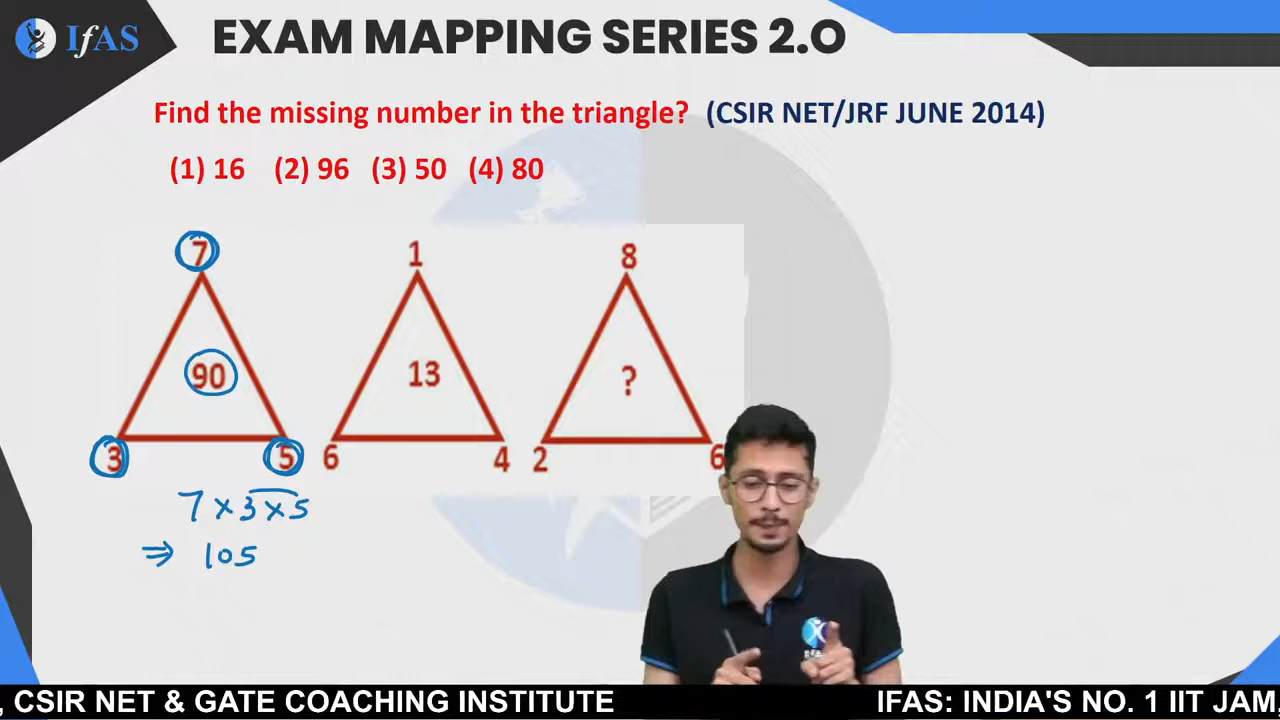 IfAS
EXAM MAPPING SERIES 2.0
Find the missing number in the triangle? (CSIR NET/JRF JUNE 2014)
(1) 16 (2) 96 (3) 50 (4) 80
7 1 8
90 13 ?
3 5 6 4 2 6
7 × 3 × 5
⇒ 105
, CSIR NET & GATE COACHING INSTITUTE IFAS: INDIA'S NO. 1 IIT JAM,